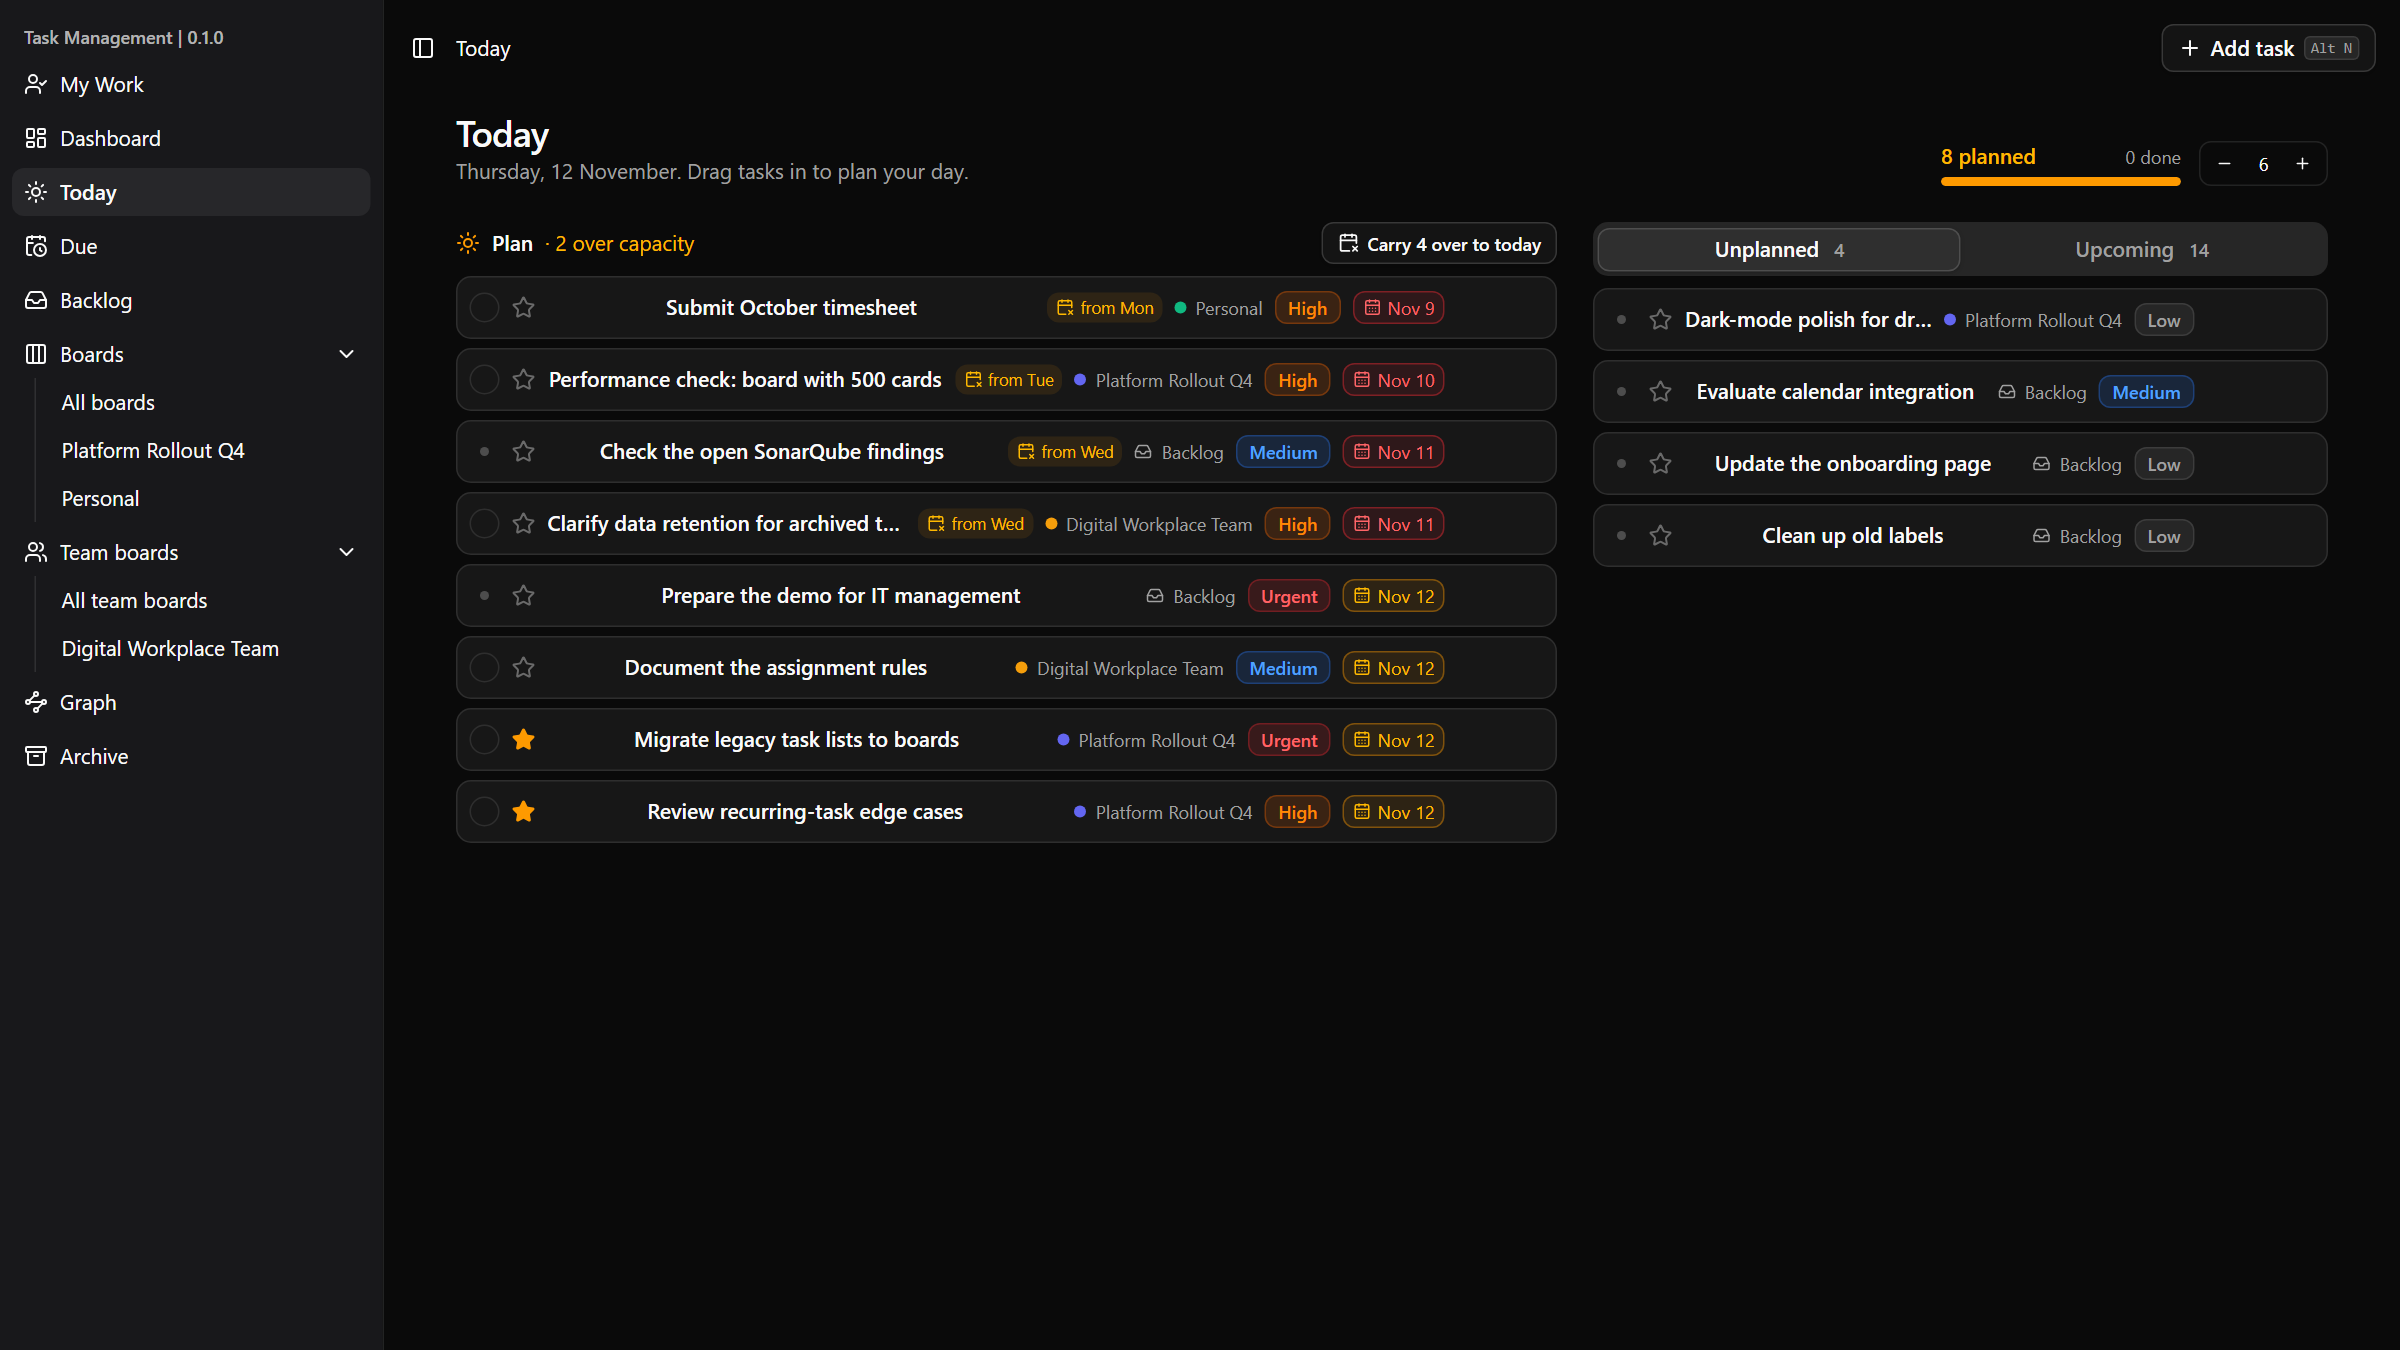 Task Management | 0.1.0
My Work
Dashboard
Today
Due
Backlog
Boards
All boards
Platform Rollout Q4
Personal
Team boards
All team boards
Digital Workplace Team
Graph
Archive
Today
Add task Alt N
Today
Thursday, 12 November. Drag tasks in to plan your day.
8 planned 0 done
− 6 +
Plan · 2 over capacity
Carry 4 over to today
Submit October timesheet from Mon Personal High Nov 9
Performance check: board with 500 cards from Tue Platform Rollout Q4 High Nov 10
Check the open SonarQube findings from Wed Backlog Medium Nov 11
Clarify data retention for archived t... from Wed Digital Workplace Team High Nov 11
Prepare the demo for IT management Backlog Urgent Nov 12
Document the assignment rules Digital Workplace Team Medium Nov 12
Migrate legacy task lists to boards Platform Rollout Q4 Urgent Nov 12
Review recurring-task edge cases Platform Rollout Q4 High Nov 12
Unplanned 4
Upcoming 14
Dark-mode polish for dr... Platform Rollout Q4 Low
Evaluate calendar integration Backlog Medium
Update the onboarding page Backlog Low
Clean up old labels Backlog Low